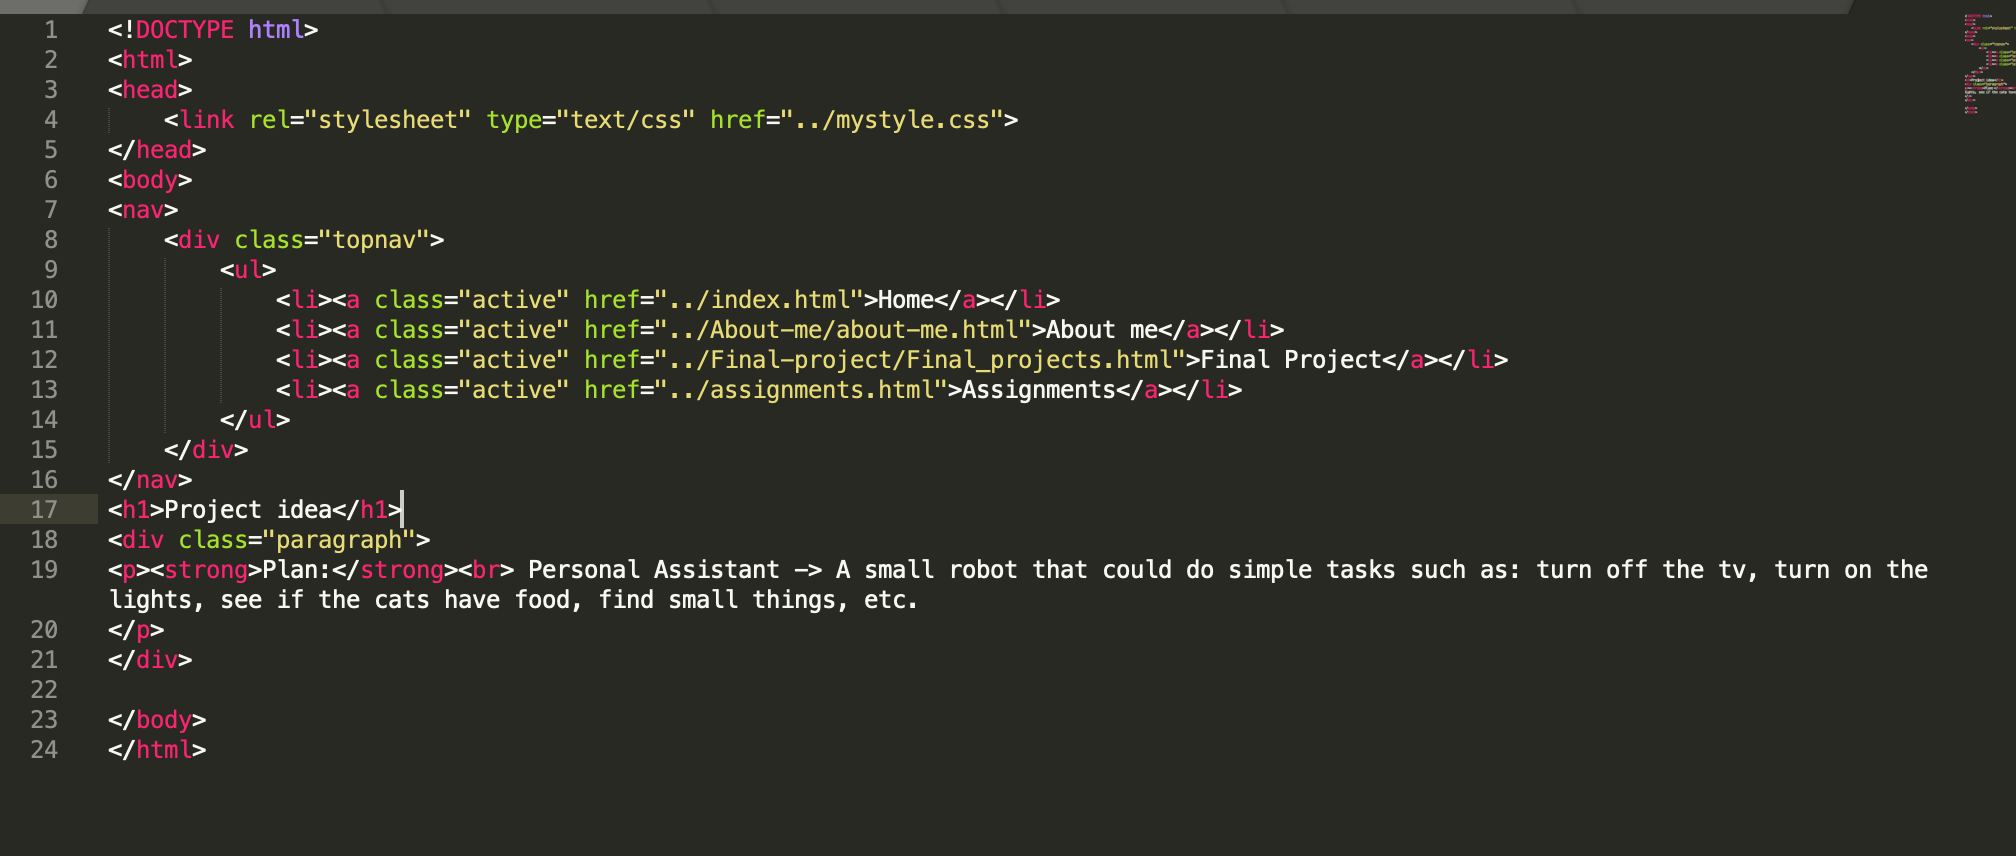 1 <!DOCTYPE html>
2 <html>
3 <head>
4     <link rel="stylesheet" type="text/css" href="../mystyle.css">
5 </head>
6 <body>
7 <nav>
8     <div class="topnav">
9         <ul>
10             <li><a class="active" href="../index.html">Home</a></li>
11             <li><a class="active" href="../About-me/about-me.html">About me</a></li>
12             <li><a class="active" href="../Final-project/Final_projects.html">Final Project</a></li>
13             <li><a class="active" href="../assignments.html">Assignments</a></li>
14         </ul>
15     </div>
16 </nav>
17 <h1>Project idea</h1>
18 <div class="paragraph">
19 <p><strong>Plan:</strong><br> Personal Assistant -> A small robot that could do simple tasks such as: turn off the tv, turn on the
lights, see if the cats have food, find small things, etc.
20 </p>
21 </div>
22
23 </body>
24 </html>